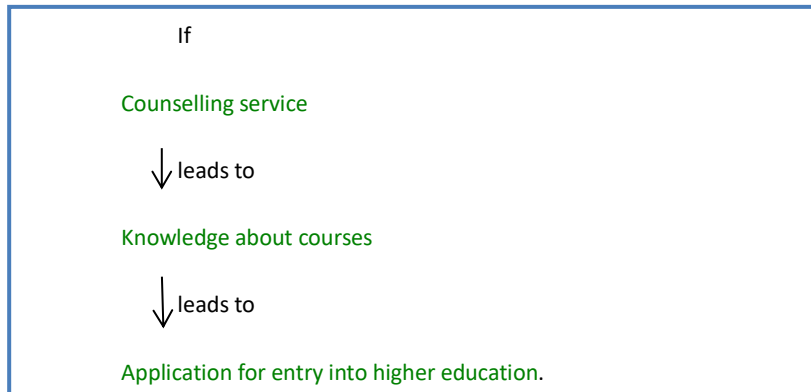 If
Counselling service
leads to
Knowledge about courses
leads to
Application for entry into higher education.